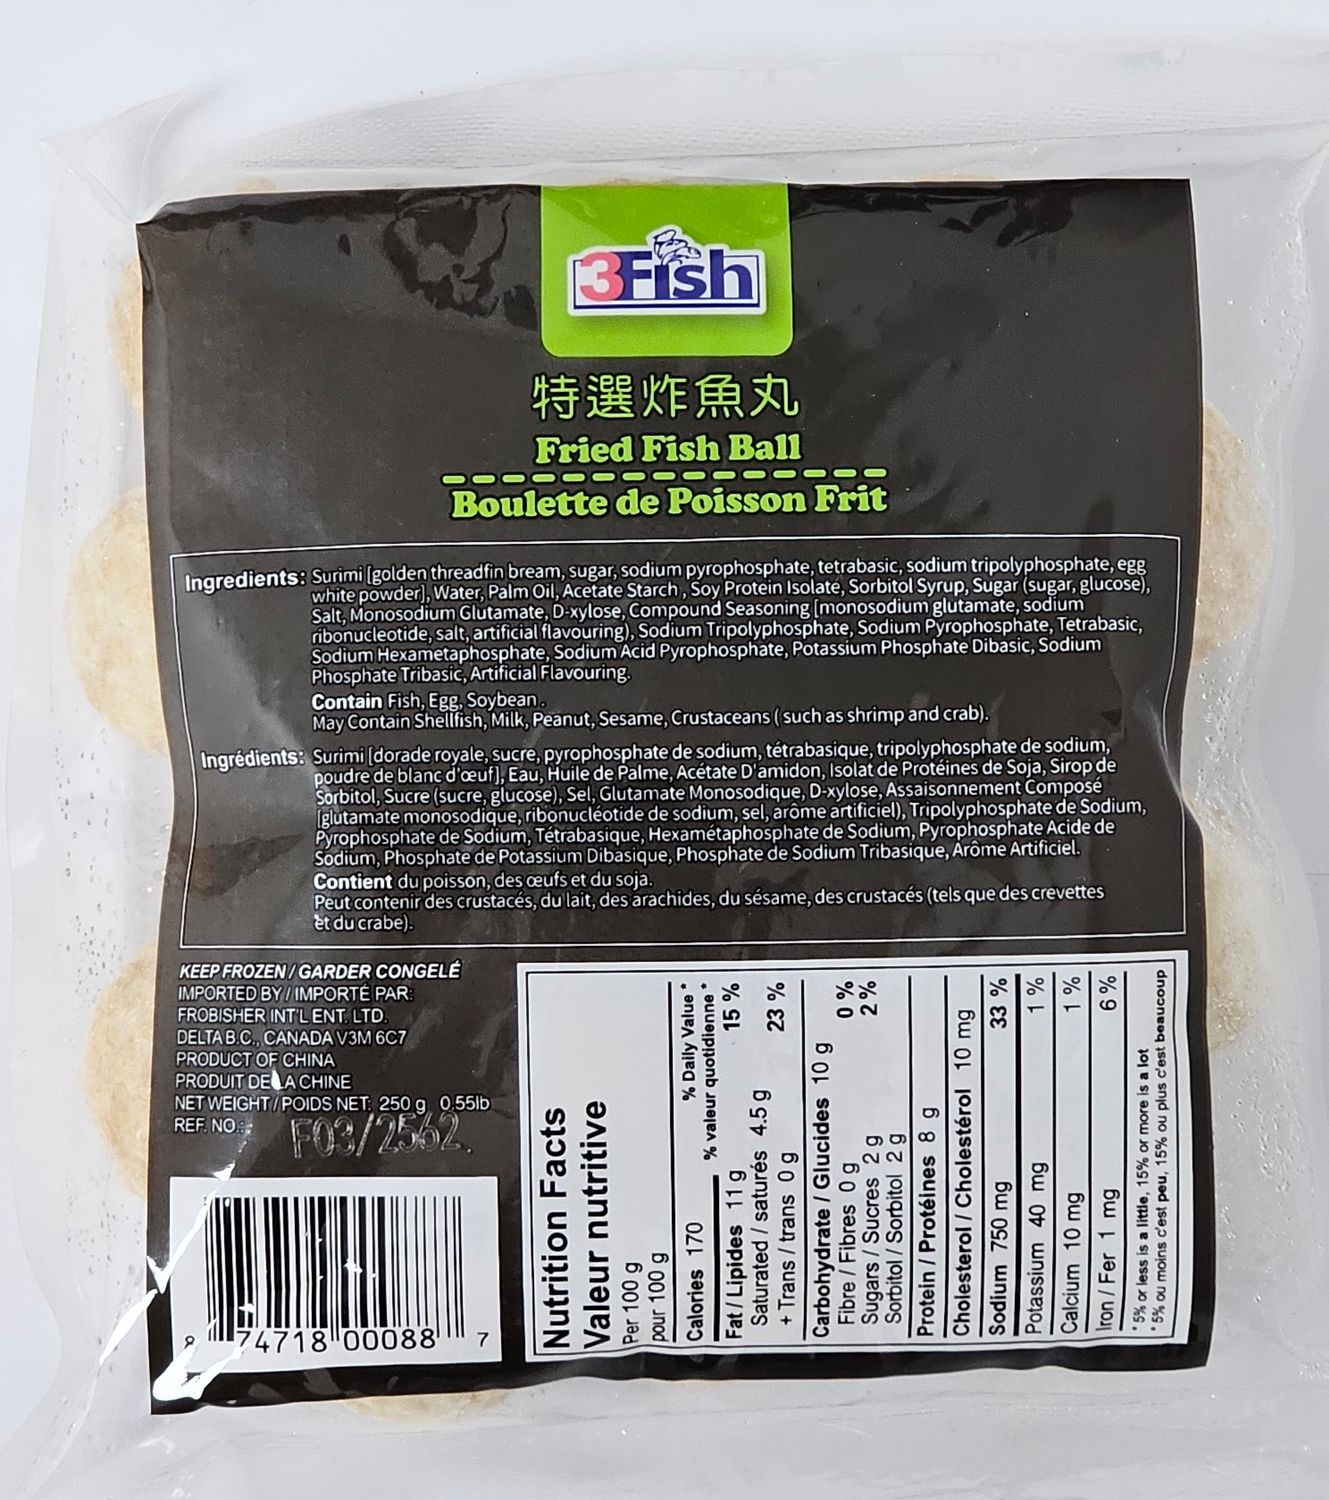 3Fish
特選炸魚丸
Fried Fish Ball
Boulette de Poisson Frit
Ingredients: Surimi [golden threadfin bream, sugar, sodium pyrophosphate, tetrabasic, sodium tripolyphosphate, egg
white powder], Water, Palm Oil, Acetate Starch, Soy Protein Isolate, Sorbitol Syrup, Sugar (sugar, glucose),
Salt, Monosodium Glutamate, D-xylose, Compound Seasoning [monosodium glutamate, sodium
ribonucleotide, salt, artificial flavouring), Sodium Tripolyphosphate, Sodium Pyrophosphate, Tetrabasic,
Sodium Hexametaphosphate, Sodium Acid Pyrophosphate, Potassium Phosphate Dibasic, Sodium
Phosphate Tribasic, Artificial Flavouring.
Contain Fish, Egg, Soybean.
May Contain Shellfish, Milk, Peanut, Sesame, Crustaceans ( such as shrimp and crab).
Ingrédients: Surimi [dorade royale, sucre, pyrophosphate de sodium, tétrabasique, tripolyphosphate de sodium,
poudre de blanc d'œuf], Eau, Huile de Palme, Acétate D'amidon, Isolat de Protéines de Soja, Sirop de
Sorbitol, Sucre (sucre, glucose), Sel, Glutamate Monosodique, D-xylose, Assaisonnement Composé
[glutamate monosodique, ribonucléotide de sodium, sel, arôme artificiel), Tripolyphosphate de Sodium,
Pyrophosphate de Sodium, Tétrabasique, Hexamétaphosphate de Sodium, Pyrophosphate Acide de
Sodium, Phosphate de Potassium Dibasique, Phosphate de Sodium Tribasique, Arôme Artificiel.
Contient du poisson, des œufs et du soja.
Peut contenir des crustacés, du lait, des arachides, du sésame, des crustacés (tels que des crevettes
et du crabe).
KEEP FROZEN / GARDER CONGELÉ
IMPORTED BY / IMPORTÉ PAR:
FROBISHER INT'L ENT. LTD.
DELTA B.C., CANADA V3M 6C7
PRODUCT OF CHINA
PRODUIT DE LA CHINE
NET WEIGHT / POIDS NET: 250 g 0.55lb
REF. NO.:
F03/2562.
8 74718 00088 7
Nutrition Facts
Valeur nutritive
Per 100 g
pour 100 g
Calories 170
% Daily Value *
% valeur quotidienne *
Fat / Lipides 11 g 15 %
Saturated / saturés 4.5 g
+ Trans / trans 0 g
23 %
Carbohydrate / Glucides 10 g
Fibre / Fibres 0 g 0 %
Sugars / Sucres 2 g 2 %
Sorbitol / Sorbitol 2 g
Protein / Protéines 8 g
Cholesterol / Cholestérol 10 mg
Sodium 750 mg 33 %
Potassium 40 mg 1 %
Calcium 10 mg 1 %
Iron / Fer 1 mg 6 %
* 5% or less is a little, 15% or more is a lot
* 5% ou moins c'est peu, 15% ou plus c'est beaucoup